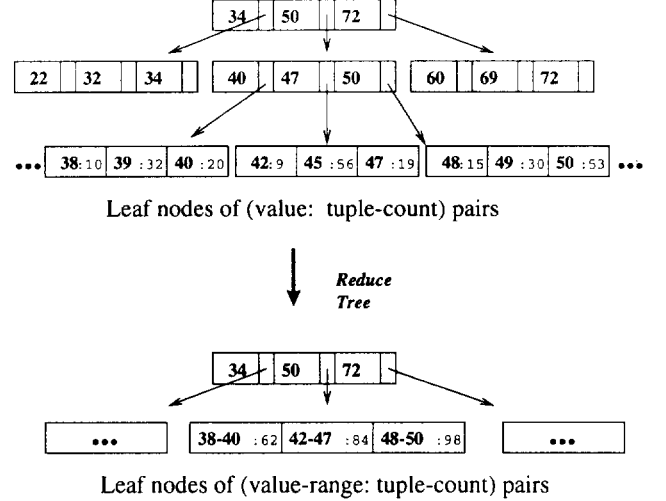 34 50 72
22 32 34 40 47 50 60 69 72
••• 38:10 39 :32 40 :20 42:9 45 :56 47 :19 48:15 49 :30 50 :53 •••
Leaf nodes of (value: tuple-count) pairs
Reduce
Tree
34 50 72
••• 38-40 :62 42-47 :84 48-50 :98 •••
Leaf nodes of (value-range: tuple-count) pairs